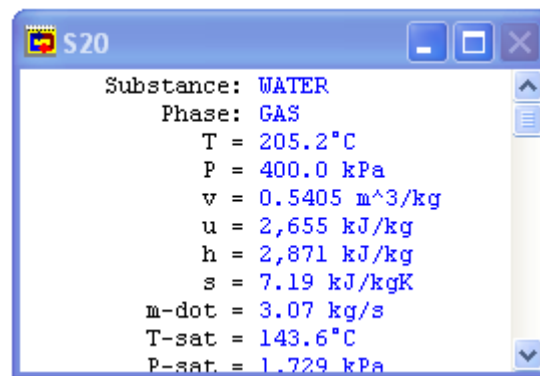 S20
Substance: WATER
Phase: GAS
T = 205.2°C
P = 400.0 kPa
v = 0.5405 m^3/kg
u = 2,655 kJ/kg
h = 2,871 kJ/kg
s = 7.19 kJ/kgK
m-dot = 3.07 kg/s
T-sat = 143.6°C
P-sat = 1,729 kPa